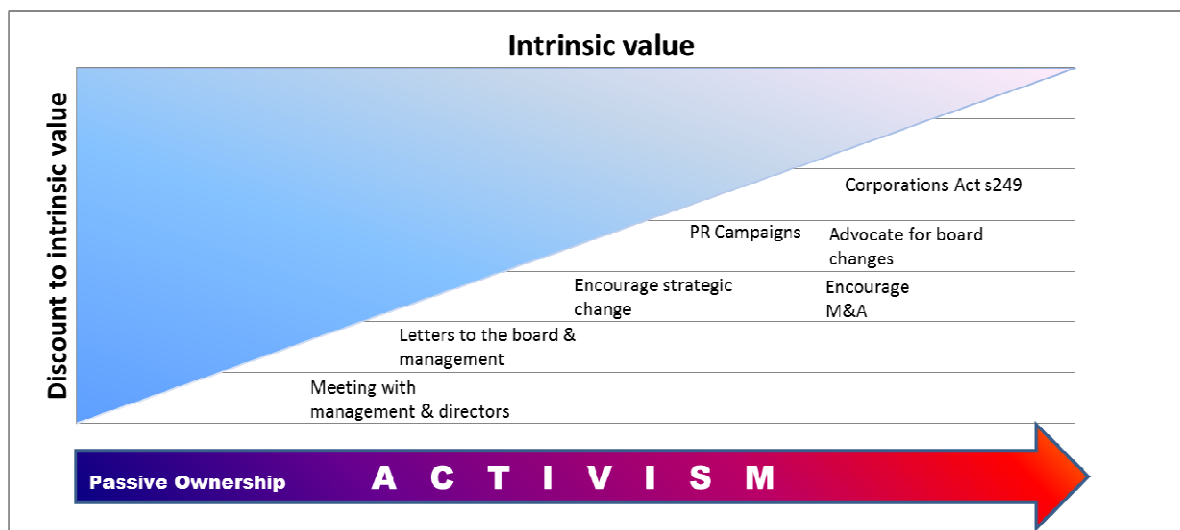 Intrinsic value
Discount to intrinsic value
Corporations Act s249
PR Campaigns
Advocate for board
changes
Encourage strategic
change
Encourage
M&A
Letters to the board &
management
Meeting with
management & directors
Passive Ownership
A C T I V I S M